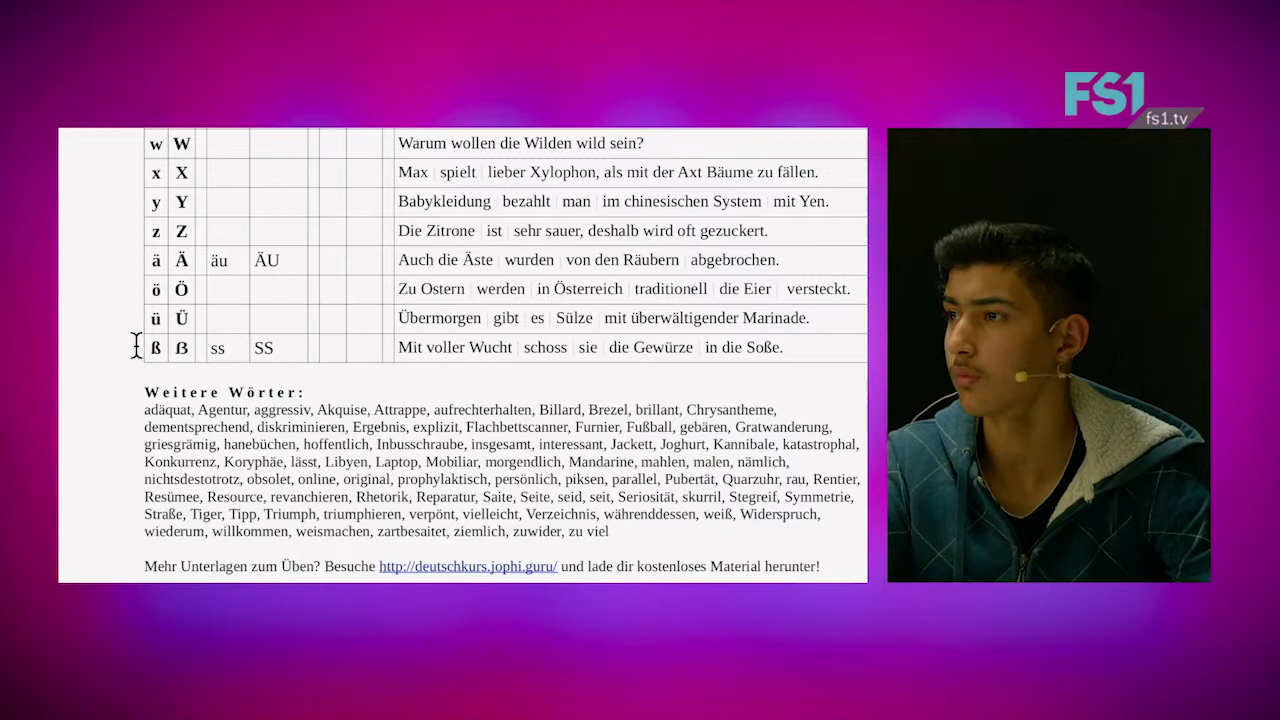 FS1
fs1.tv
w W Warum wollen die Wilden wild sein?
x X Max spielt lieber Xylophon, als mit der Axt Bäume zu fällen.
y Y Babykleidung bezahlt man im chinesischen System mit Yen.
z Z Die Zitrone ist sehr sauer, deshalb wird oft gezuckert.
ä Ä äu ÄU Auch die Äste wurden von den Räubern abgebrochen.
ö Ö Zu Ostern werden in Österreich traditionell die Eier versteckt.
ü Ü Übermorgen gibt es Sülze mit überwältigender Marinade.
ß ẞ ss SS Mit voller Wucht schoss sie die Gewürze in die Soße.
Weitere Wörter:
adäquat, Agentur, aggressiv, Akquise, Attrappe, aufrechterhalten, Billard, Brezel, brillant, Chrysantheme,
dementsprechend, diskriminieren, Ergebnis, explizit, Flachbettscanner, Furnier, Fußball, gebären, Gratwanderung,
griesgrämig, hanebüchen, hoffentlich, Inbusschraube, insgesamt, interessant, Jackett, Joghurt, Kannibale, katastrophal,
Konkurrenz, Koryphäe, lässt, Libyen, Laptop, Mobiliar, morgendlich, Mandarine, mahlen, malen, nämlich,
nichtsdestotrotz, obsolet, online, original, prophylaktisch, persönlich, piksen, parallel, Pubertät, Quarzuhr, rau, Rentier,
Resümee, Resource, revanchieren, Rhetorik, Reparatur, Saite, Seite, seid, seit, Seriosität, skurril, Stegreif, Symmetrie,
Straße, Tiger, Tipp, Triumph, triumphieren, verpönt, vielleicht, Verzeichnis, währenddessen, weiß, Widerspruch,
wiederum, willkommen, weismachen, zartbesaitet, ziemlich, zuwider, zu viel
Mehr Unterlagen zum Üben? Besuche http://deutschkurs.jophi.guru/ und lade dir kostenloses Material herunter!